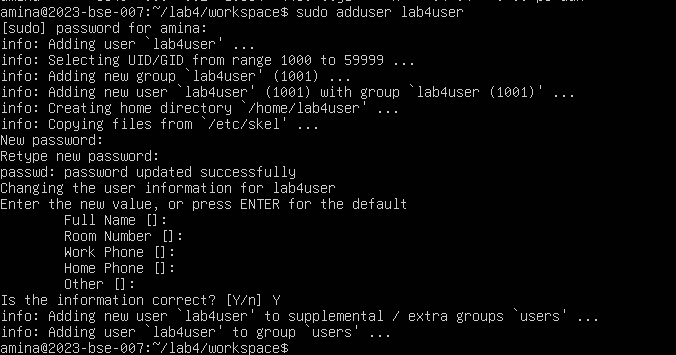 amina@2023-bse-007:~/lab4/workspace$ sudo adduser lab4user
[sudo] password for amina:
info: Adding user `lab4user' ...
info: Selecting UID/GID from range 1000 to 59999 ...
info: Adding new group `lab4user' (1001) ...
info: Adding new user `lab4user' (1001) with group `lab4user (1001)' ...
info: Creating home directory `/home/lab4user' ...
info: Copying files from `/etc/skel' ...
New password:
Retype new password:
passwd: password updated successfully
Changing the user information for lab4user
Enter the new value, or press ENTER for the default
        Full Name []:
        Room Number []:
        Work Phone []:
        Home Phone []:
        Other []:
Is the information correct? [Y/n] Y
info: Adding new user `lab4user' to supplemental / extra groups `users' ...
info: Adding user `lab4user' to group `users' ...
amina@2023-bse-007:~/lab4/workspace$